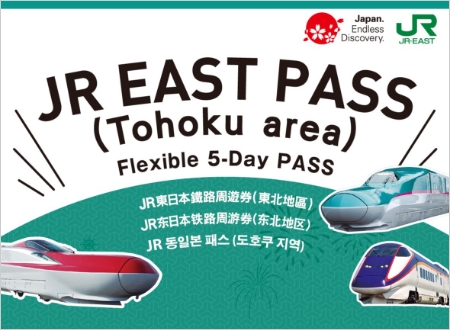 Japan.
Endless
Discovery.
JR
JR-EAST
JR EAST PASS
(Tohoku area)
Flexible 5-Day PASS
JR東日本鐵路周遊券(東北地區)
JR东日本铁路周游券(东北地区)
JR 동일본 패스 (도호쿠 지역)